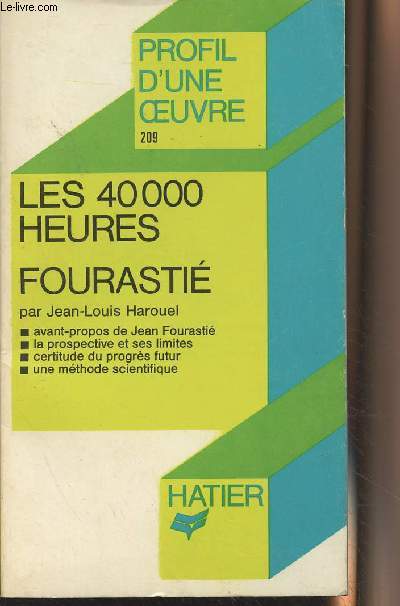 Le-livre.com
PROFIL
D'UNE
ŒUVRE
209
LES 40 000
HEURES
FOURASTIÉ
par Jean-Louis Harouel
■ avant-propos de Jean Fourastié
■ la prospective et ses limites
■ certitude du progrès futur
■ une méthode scientifique
HATIER